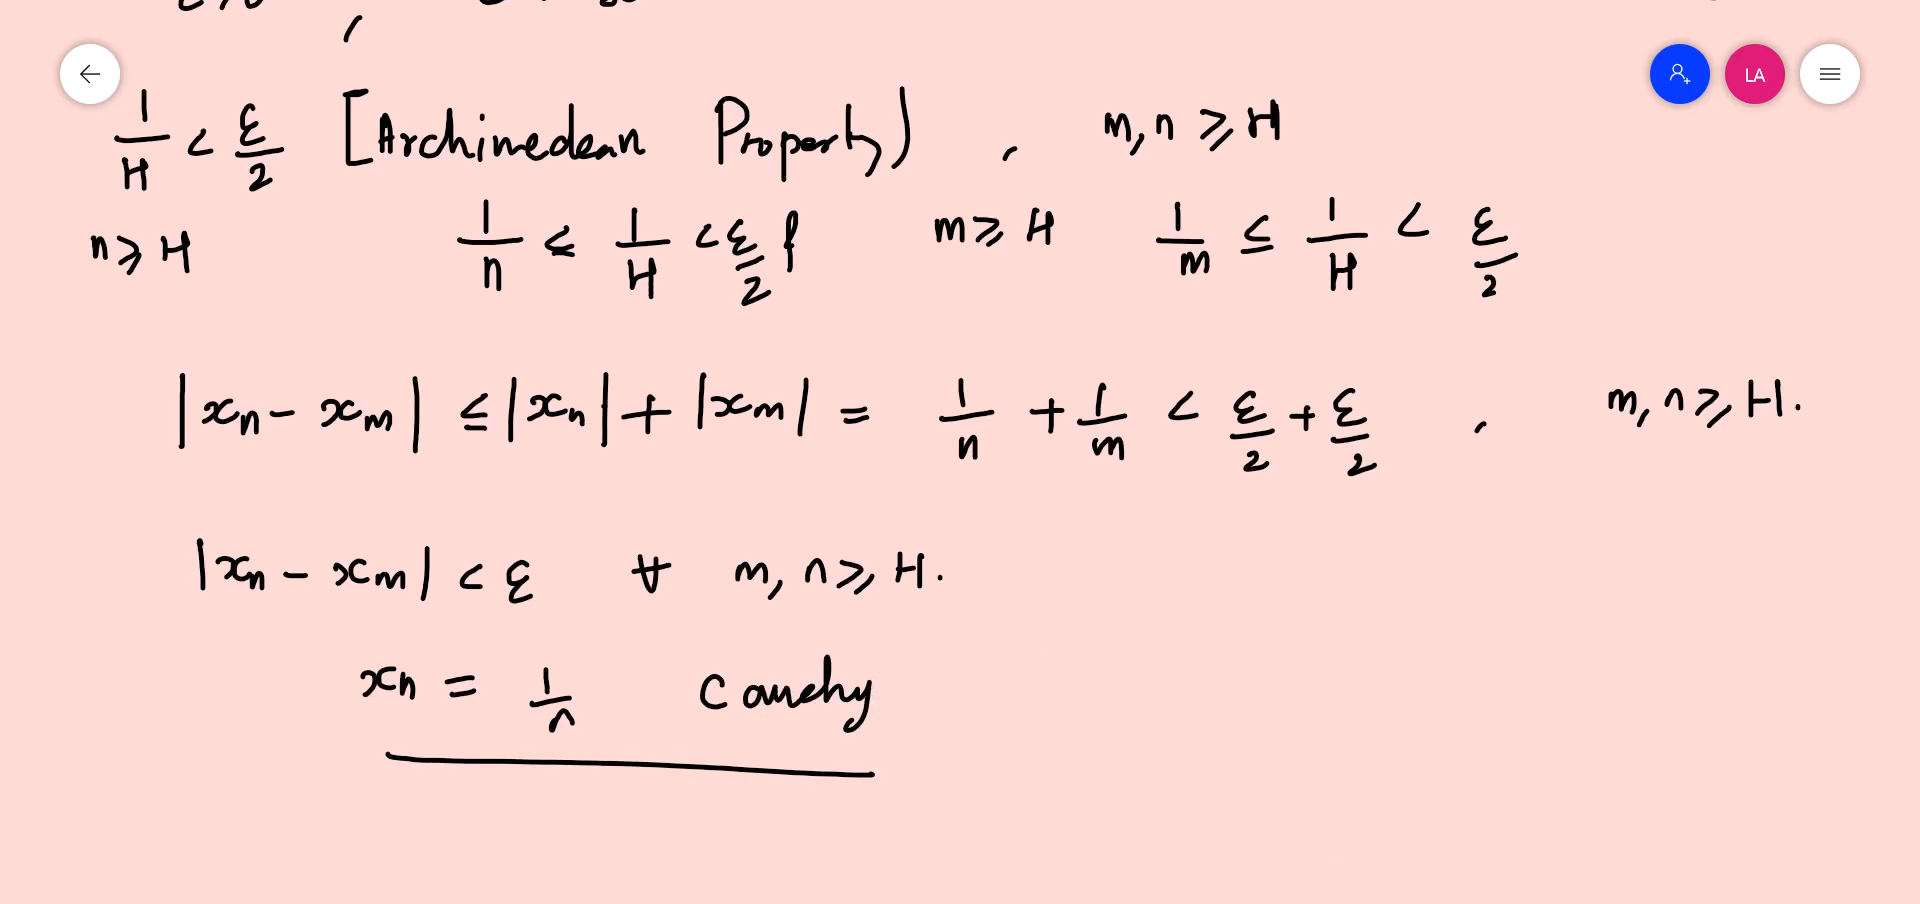 1/H < ε/2 [Archimedean Property) , m, n ≥ H
n ≥ H 1/n ≤ 1/H < ε/2 f m ≥ H 1/m ≤ 1/H < ε/2
|xn - xm| ≤ |xn| + |xm| = 1/n + 1/m < ε/2 + ε/2 , m, n ≥ H.
|xn - xm| < ε ∀ m, n ≥ H.
xn = 1/n Cauchy
LA